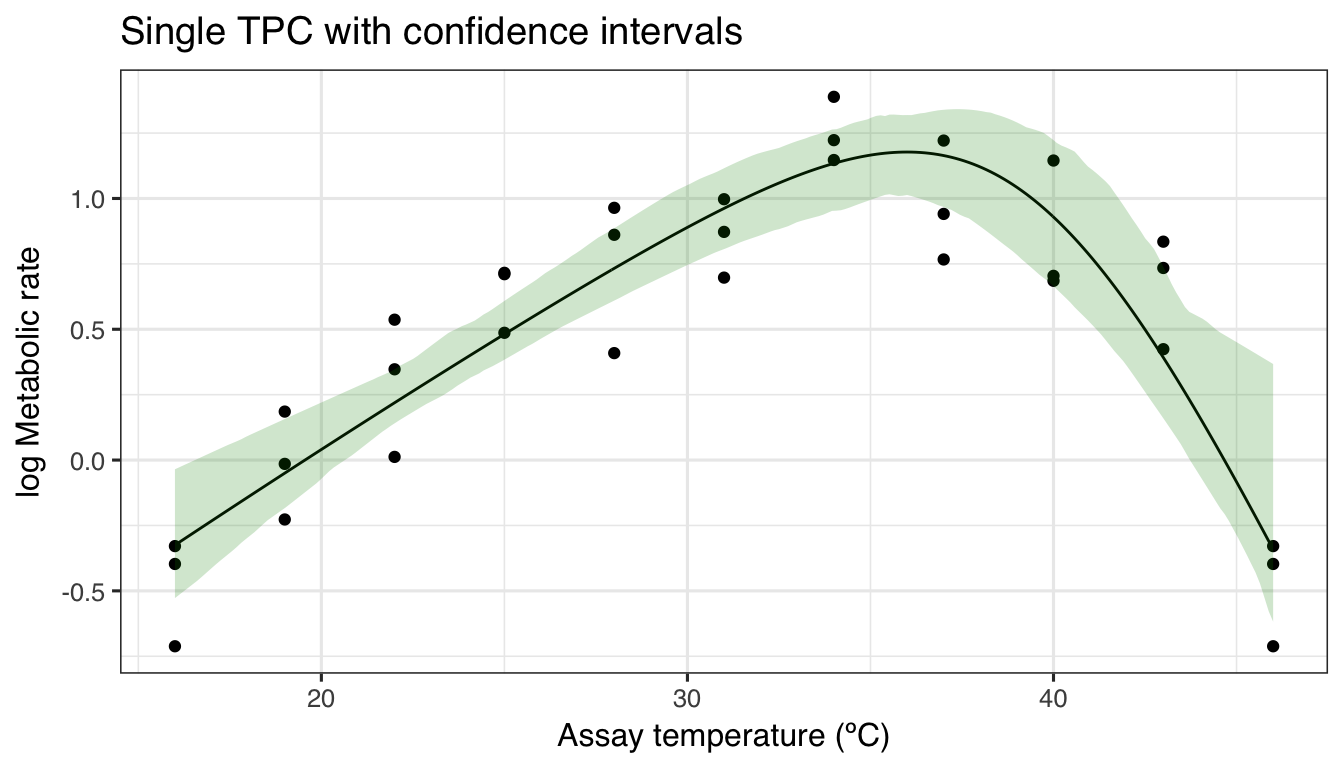 Single TPC with confidence intervals
log Metabolic rate
1.0
0.5
0.0
-0.5
20
30
40
Assay temperature (ºC)